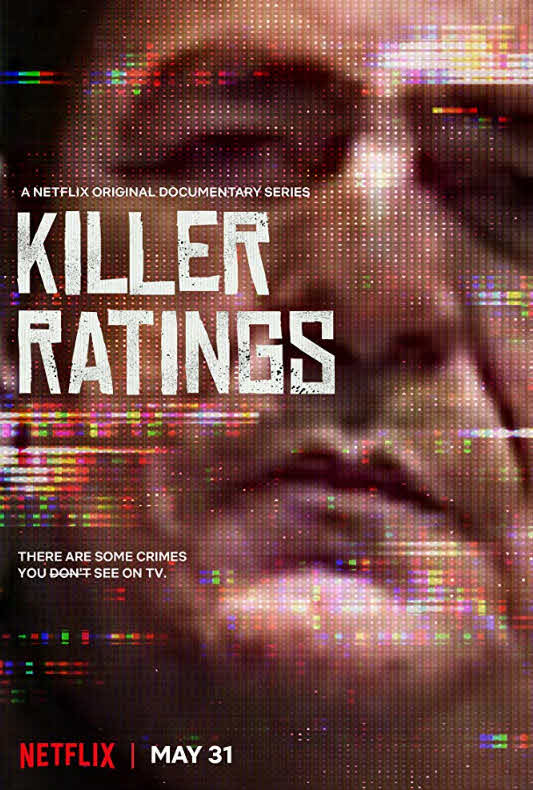 A NETFLIX ORIGINAL DOCUMENTARY SERIES
KILLER
RATINGS
THERE ARE SOME CRIMES
YOU DON'T SEE ON TV.
NETFLIX | MAY 31